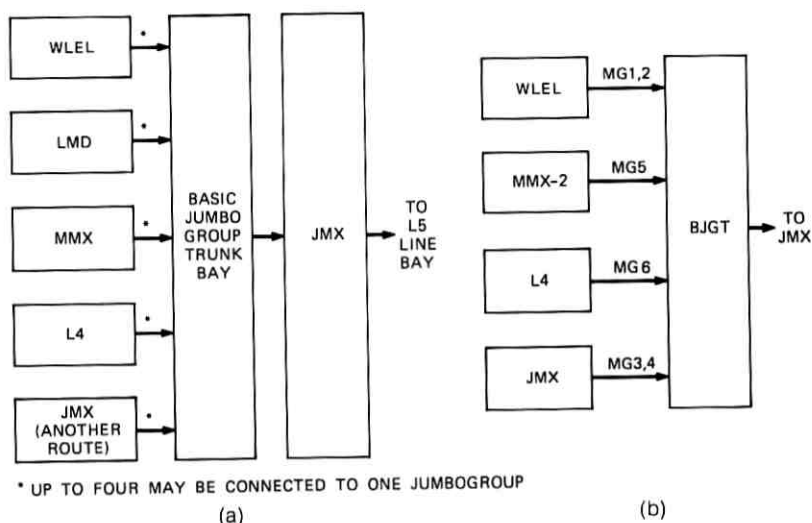 WLEL
*
LMD
*
MMX
*
L4
*
JMX
(ANOTHER
ROUTE)
*
BASIC
JUMBO
GROUP
TRUNK
BAY
JMX
TO
L5
LINE
BAY
* UP TO FOUR MAY BE CONNECTED TO ONE JUMBOGROUP
(a)
WLEL
MG1,2
MMX-2
MG5
L4
MG6
JMX
MG3,4
BJGT
TO
JMX
(b)